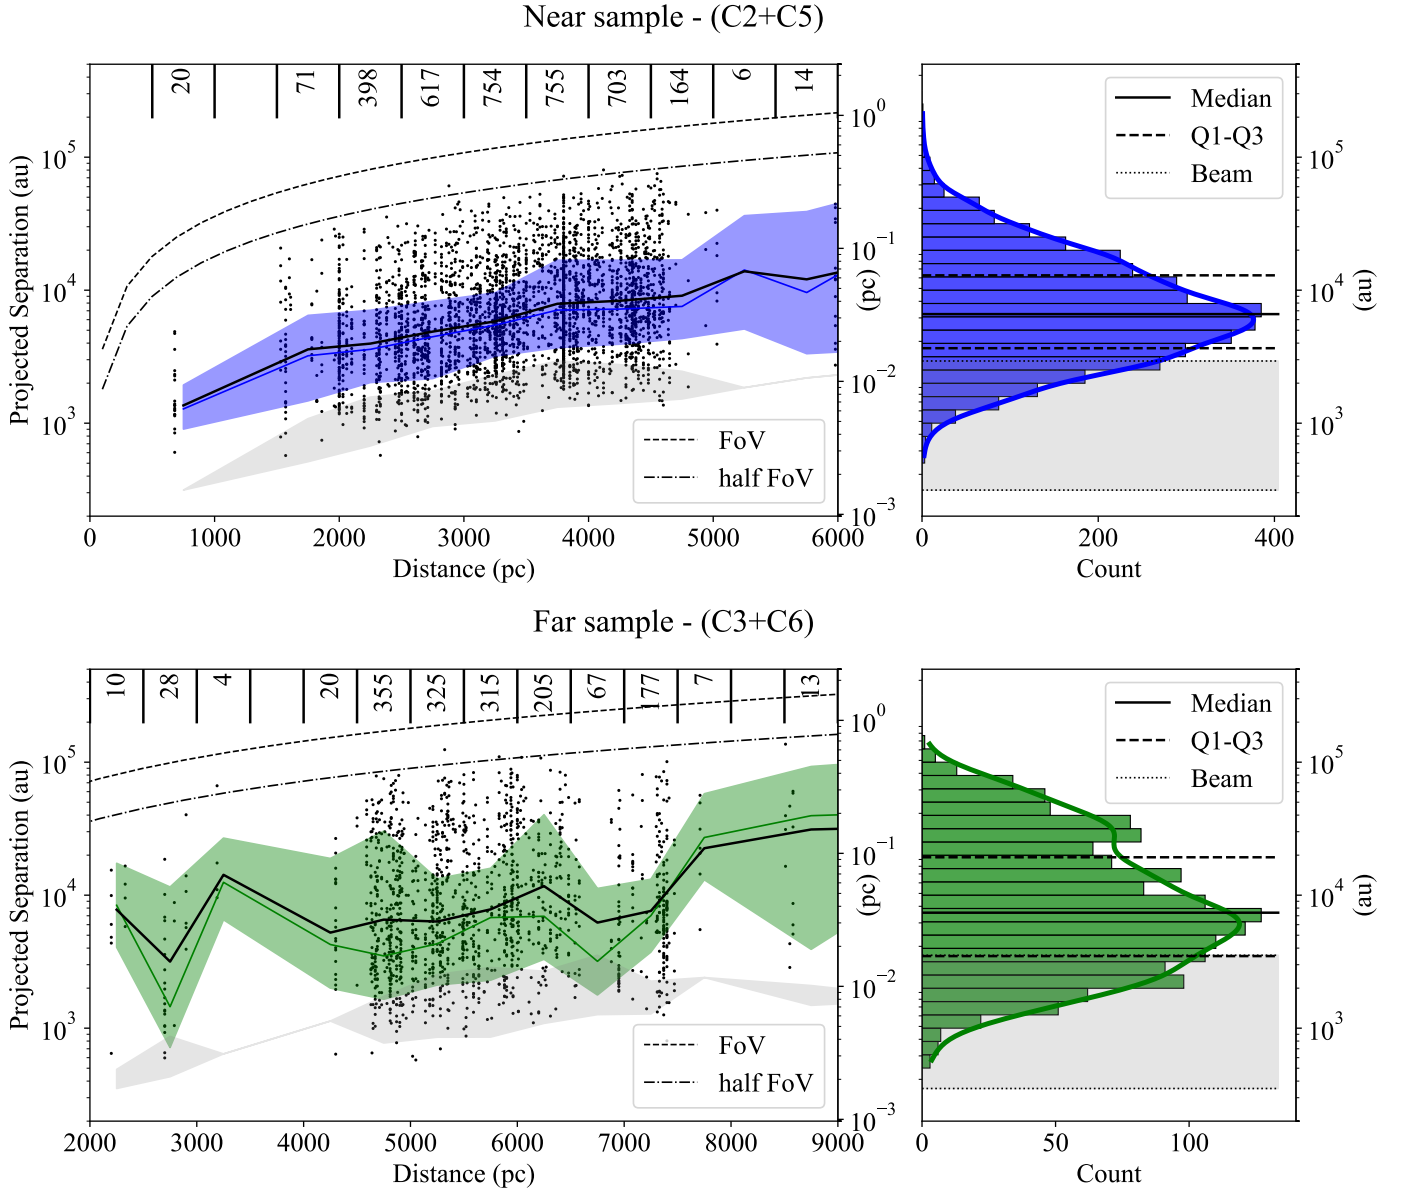 Near sample - (C2+C5)
20 71 398 617 754 755 703 164 6 14
Projected Separation (au)
10^5
10^4
10^3
10^0
10^-1
10^-2
10^-3
(pc)
FoV
half FoV
0 1000 2000 3000 4000 5000 6000
Distance (pc)
Median
Q1-Q3
Beam
10^5
10^4
10^3
(au)
0 200 400
Count
Far sample - (C3+C6)
10 28 4 20 355 325 315 205 67 177 7 13
Projected Separation (au)
10^5
10^4
10^3
10^0
10^-1
10^-2
10^-3
(pc)
FoV
half FoV
2000 3000 4000 5000 6000 7000 8000 9000
Distance (pc)
Median
Q1-Q3
Beam
10^5
10^4
10^3
(au)
0 50 100
Count